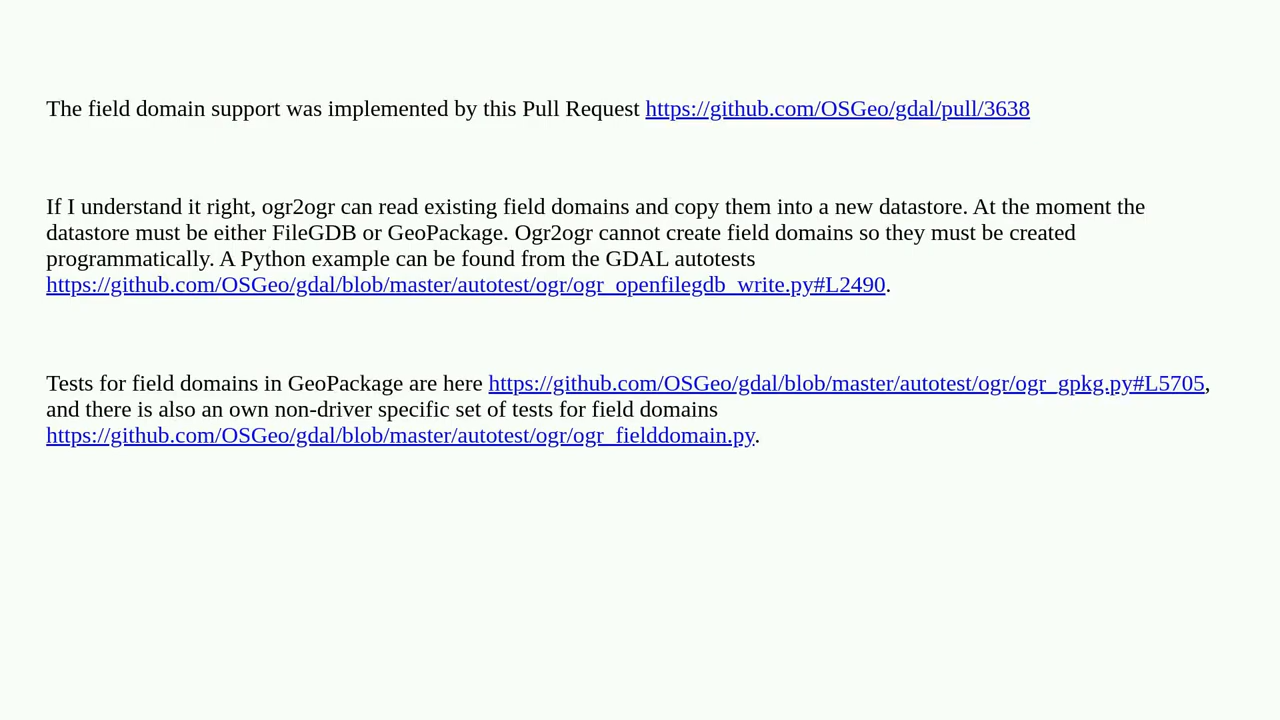 The field domain support was implemented by this Pull Request https://github.com/OSGeo/gdal/pull/3638
If I understand it right, ogr2ogr can read existing field domains and copy them into a new datastore. At the moment the
datastore must be either FileGDB or GeoPackage. Ogr2ogr cannot create field domains so they must be created
programmatically. A Python example can be found from the GDAL autotests
https://github.com/OSGeo/gdal/blob/master/autotest/ogr/ogr_openfilegdb_write.py#L2490.
Tests for field domains in GeoPackage are here https://github.com/OSGeo/gdal/blob/master/autotest/ogr/ogr_gpkg.py#L5705,
and there is also an own non-driver specific set of tests for field domains
https://github.com/OSGeo/gdal/blob/master/autotest/ogr/ogr_fielddomain.py.